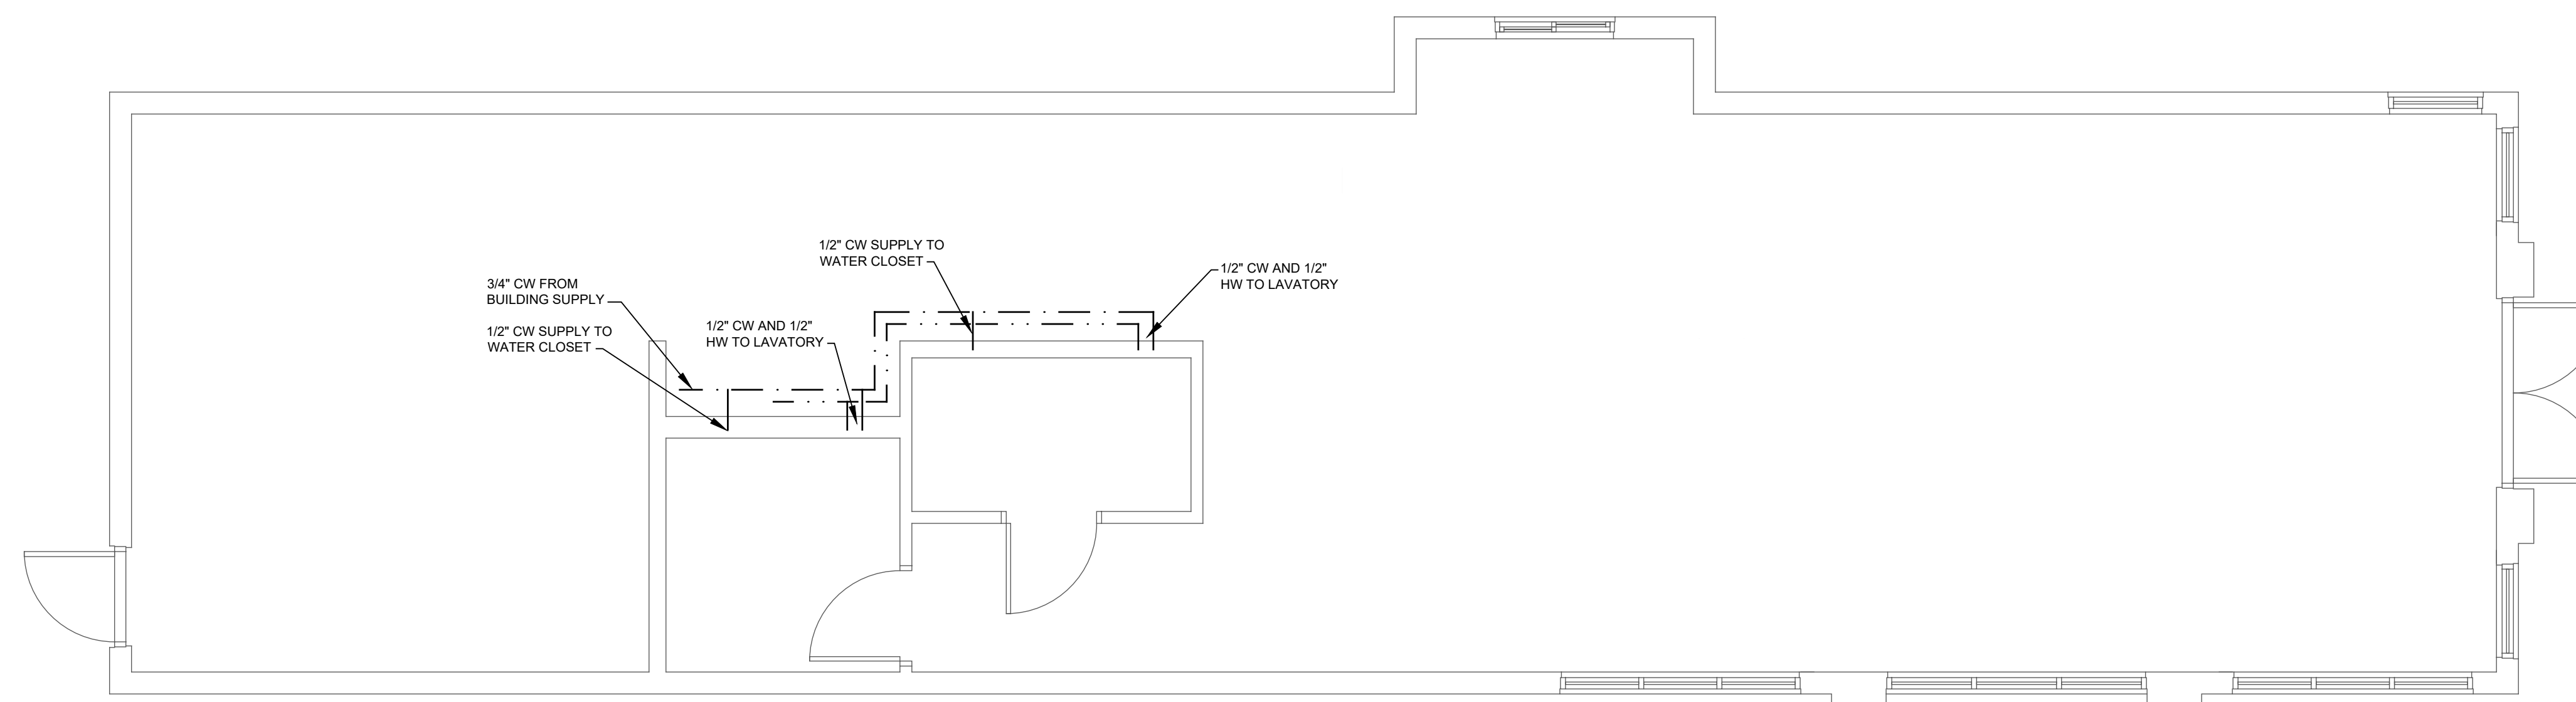 1/2" CW SUPPLY TO
WATER CLOSET
1/2" CW AND 1/2"
HW TO LAVATORY
3/4" CW FROM
BUILDING SUPPLY
1/2" CW SUPPLY TO
WATER CLOSET
1/2" CW AND 1/2"
HW TO LAVATORY